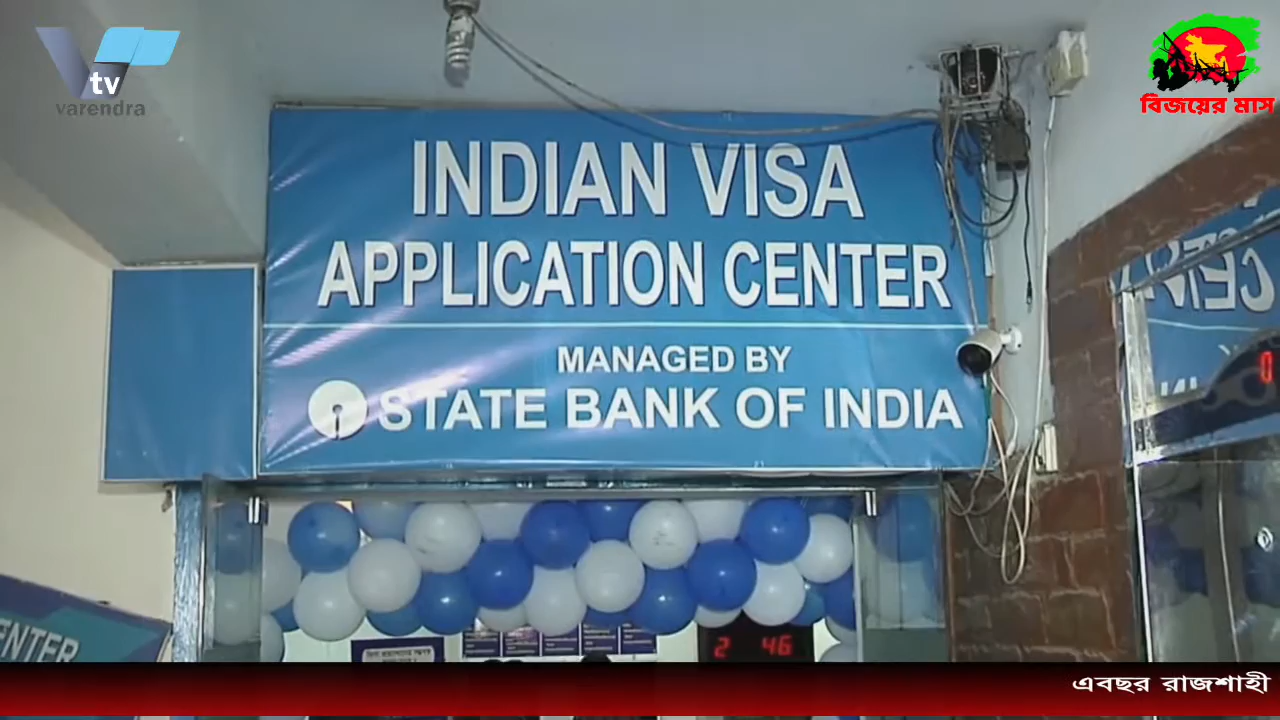 tv
varendra
বিজয়ের মাস
INDIAN VISA
APPLICATION CENTER
MANAGED BY
STATE BANK OF INDIA
CENTER
2 46
এবছর রাজশাহী